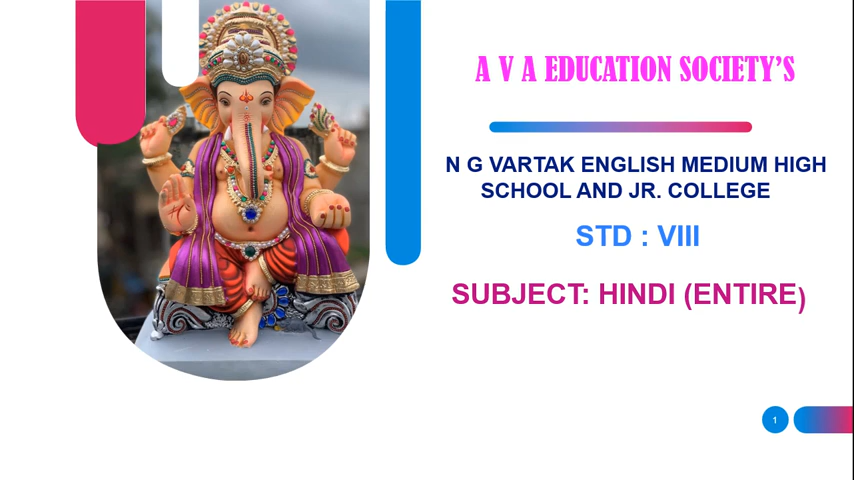 A V A EDUCATION SOCIETY’S
N G VARTAK ENGLISH MEDIUM HIGH
SCHOOL AND JR. COLLEGE
STD : VIII
SUBJECT: HINDI (ENTIRE)
1